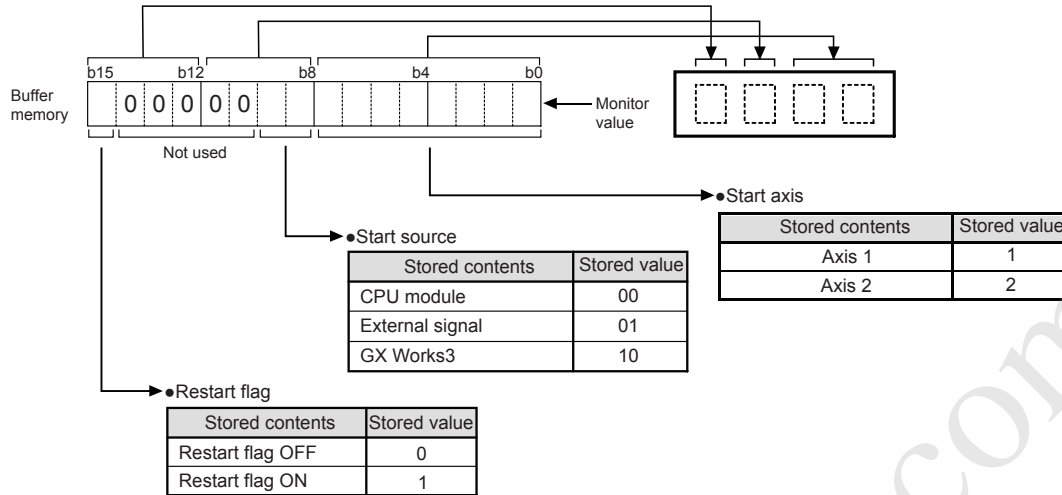 b15 b12 b8 b4 b0
Buffer memory
0 0 0 0 0
Monitor value
Not used
●Start axis
Stored contents Stored value
Axis 1 1
Axis 2 2
●Start source
Stored contents Stored value
CPU module 00
External signal 01
GX Works3 10
●Restart flag
Stored contents Stored value
Restart flag OFF 0
Restart flag ON 1
com